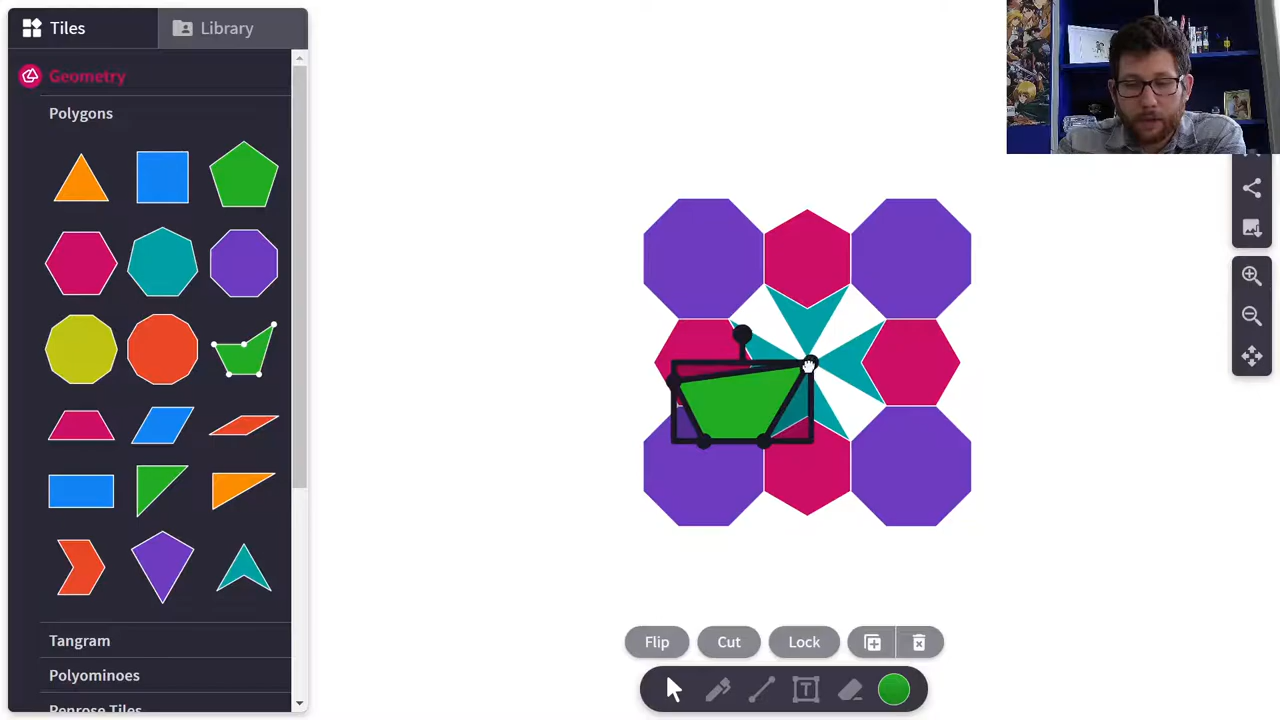 Tiles
Library
Geometry
Polygons
Tangram
Polyominoes
Penrose Tiles
Flip
Cut
Lock
T